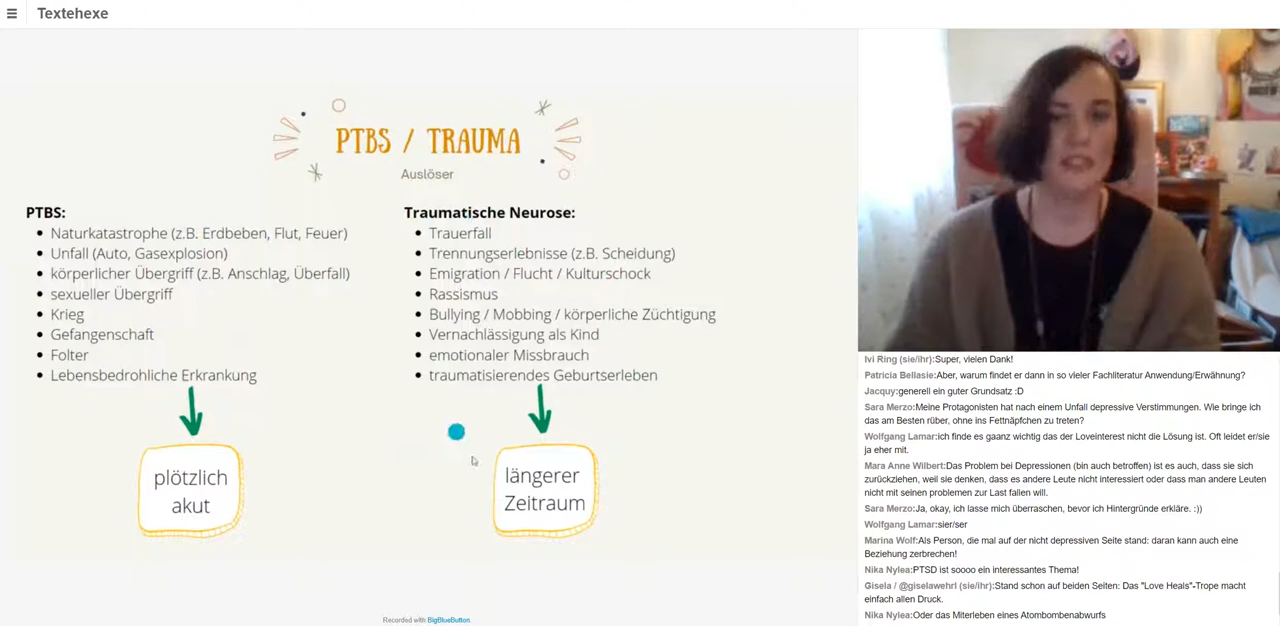 Textehexe
PTBS / TRAUMA
Auslöser
PTBS:
Naturkatastrophe (z.B. Erdbeben, Flut, Feuer)
Unfall (Auto, Gasexplosion)
körperlicher Übergriff (z.B. Anschlag, Überfall)
sexueller Übergriff
Krieg
Gefangenschaft
Folter
Lebensbedrohliche Erkrankung
plötzlich
akut
Traumatische Neurose:
Trauerfall
Trennungserlebnisse (z.B. Scheidung)
Emigration / Flucht / Kulturschock
Rassismus
Bullying / Mobbing / körperliche Züchtigung
Vernachlässigung als Kind
emotionaler Missbrauch
traumatisierendes Geburtserleben
längerer
Zeitraum
Recorded with BigBlueButton
Ivi Ring (sie/ihr):Super, vielen Dank!
Patricia Bellasie:Aber, warum findet er dann in so vieler Fachliteratur Anwendung/Erwähnung?
Jacquy:generell ein guter Grundsatz :D
Sara Merzo:Meine Protagonisten hat nach einem Unfall depressive Verstimmungen. Wie bringe ich
das am Besten rüber, ohne ins Fettnäpfchen zu treten?
Wolfgang Lamar:ich finde es gaanz wichtig das der Loveinterest nicht die Lösung ist. Oft leidet er/sie
ja eher mit.
Mara Anne Wilbert:Das Problem bei Depressionen (bin auch betroffen) ist es auch, dass sie sich
zurückziehen, weil sie denken, dass es andere Leute nicht interessiert oder dass man andere Leuten
nicht mit seinen problemen zur Last fallen will.
Sara Merzo:Ja, okay, ich lasse mich überraschen, bevor ich Hintergründe erkläre. :))
Wolfgang Lamar:sier/ser
Marina Wolf:Als Person, die mal auf der nicht depressiven Seite stand: daran kann auch eine
Beziehung zerbrechen!
Nika Nylea:PTSD ist soooo ein interessantes Thema!
Gisela / @giselawehrl (sie/ihr):Stand schon auf beiden Seiten: Das "Love Heals"-Trope macht
einfach allen Druck.
Nika Nylea:Oder das Miterleben eines Atombombenabwurfs